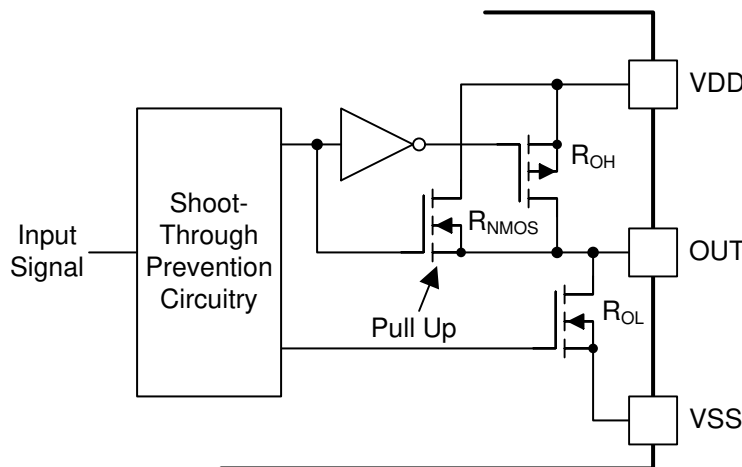 VDD
R_OH
Shoot-
Through
Prevention
Circuitry
Input
Signal
R_NMOS
OUT
Pull Up
R_OL
VSS